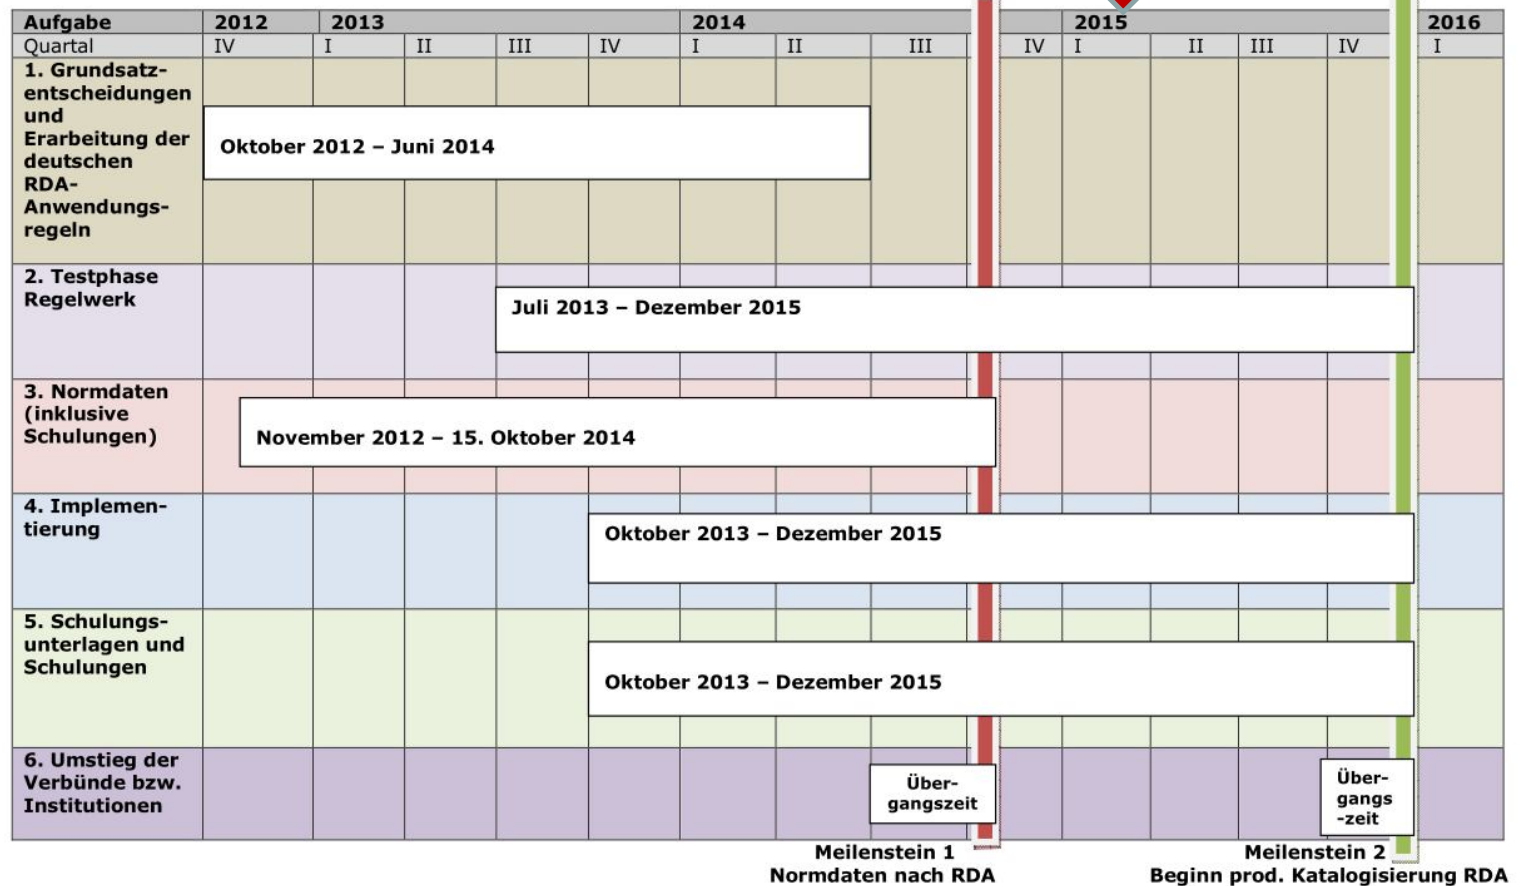 Aufgabe 2012 2013 2014 2015 2016
Quartal IV I II III IV I II III IV I II III IV I
1. Grundsatz-
entscheidungen
und
Erarbeitung der
deutschen
RDA-
Anwendungs-
regeln
Oktober 2012 – Juni 2014
2. Testphase
Regelwerk
Juli 2013 – Dezember 2015
3. Normdaten
(inklusive
Schulungen)
November 2012 – 15. Oktober 2014
4. Implemen-
tierung
Oktober 2013 – Dezember 2015
5. Schulungs-
unterlagen und
Schulungen
Oktober 2013 – Dezember 2015
6. Umstieg der
Verbünde bzw.
Institutionen
Über-
gangszeit
Über-
gangs
-zeit
Meilenstein 1
Normdaten nach RDA
Meilenstein 2
Beginn prod. Katalogisierung RDA